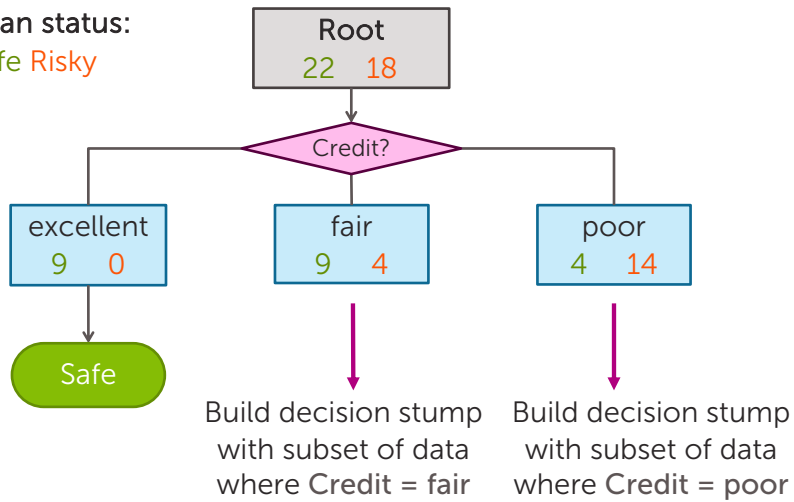 an status:
fe Risky
Root
22 18
Credit?
excellent
9 0
fair
9 4
poor
4 14
Safe
Build decision stump
with subset of data
where Credit = fair
Build decision stump
with subset of data
where Credit = poor